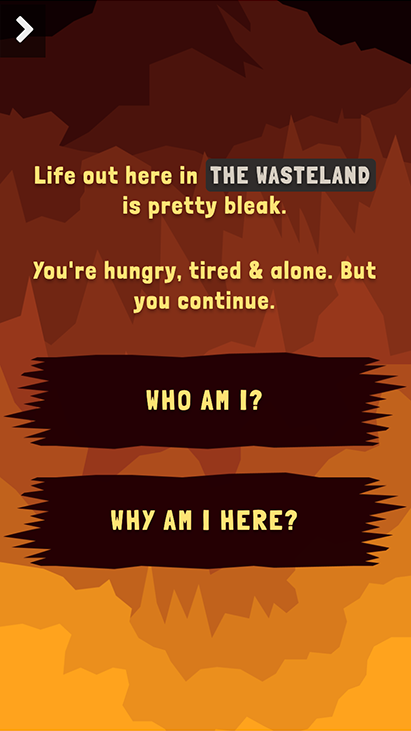 Life out here in THE WASTELAND
is pretty bleak.
You're hungry, tired & alone. But
you continue.
WHO AM I?
WHY AM I HERE?